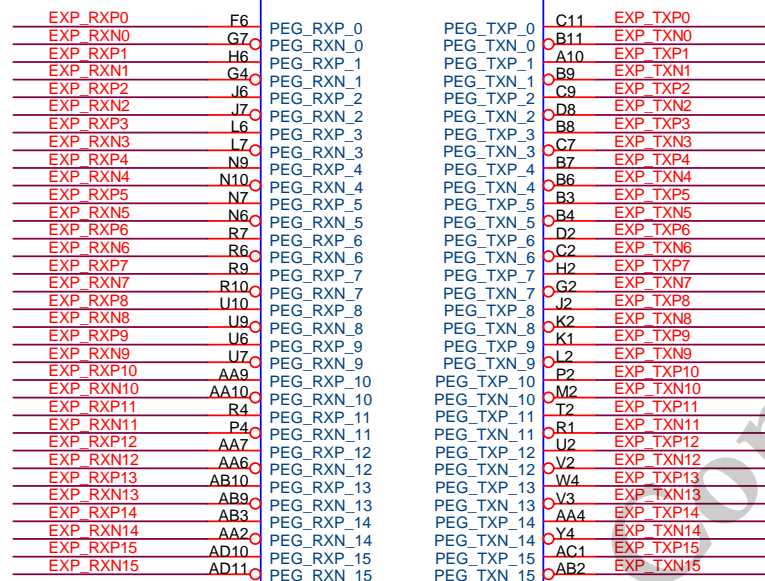 EXP_RXP0 F6 PEG_RXP_0 PEG_TXP_0 C11 EXP_TXP0
EXP_RXN0 G7 PEG_RXN_0 PEG_TXN_0 B11 EXP_TXN0
EXP_RXP1 H6 PEG_RXP_1 PEG_TXP_1 A10 EXP_TXP1
EXP_RXN1 G4 PEG_RXN_1 PEG_TXN_1 B9 EXP_TXN1
EXP_RXP2 J6 PEG_RXP_2 PEG_TXP_2 C9 EXP_TXP2
EXP_RXN2 J7 PEG_RXN_2 PEG_TXN_2 D8 EXP_TXN2
EXP_RXP3 L6 PEG_RXP_3 PEG_TXP_3 B8 EXP_TXP3
EXP_RXN3 L7 PEG_RXN_3 PEG_TXN_3 C7 EXP_TXN3
EXP_RXP4 N9 PEG_RXP_4 PEG_TXP_4 B7 EXP_TXP4
EXP_RXN4 N10 PEG_RXN_4 PEG_TXN_4 B6 EXP_TXN4
EXP_RXP5 N7 PEG_RXP_5 PEG_TXP_5 B3 EXP_TXP5
EXP_RXN5 N6 PEG_RXN_5 PEG_TXN_5 B4 EXP_TXN5
EXP_RXP6 R7 PEG_RXP_6 PEG_TXP_6 D2 EXP_TXP6
EXP_RXN6 R6 PEG_RXN_6 PEG_TXN_6 C2 EXP_TXN6
EXP_RXP7 R9 PEG_RXP_7 PEG_TXP_7 H2 EXP_TXP7
EXP_RXN7 R10 PEG_RXN_7 PEG_TXN_7 G2 EXP_TXN7
EXP_RXP8 U10 PEG_RXP_8 PEG_TXP_8 J2 EXP_TXP8
EXP_RXN8 U9 PEG_RXN_8 PEG_TXN_8 K2 EXP_TXN8
EXP_RXP9 U6 PEG_RXP_9 PEG_TXP_9 K1 EXP_TXP9
EXP_RXN9 U7 PEG_RXN_9 PEG_TXN_9 L2 EXP_TXN9
EXP_RXP10 AA9 PEG_RXP_10 PEG_TXP_10 P2 EXP_TXP10
EXP_RXN10 AA10 PEG_RXN_10 PEG_TXN_10 M2 EXP_TXN10
EXP_RXP11 R4 PEG_RXP_11 PEG_TXP_11 T2 EXP_TXP11
EXP_RXN11 P4 PEG_RXN_11 PEG_TXN_11 R1 EXP_TXN11
EXP_RXP12 AA7 PEG_RXP_12 PEG_TXP_12 U2 EXP_TXP12
EXP_RXN12 AA6 PEG_RXN_12 PEG_TXN_12 V2 EXP_TXN12
EXP_RXP13 AB10 PEG_RXP_13 PEG_TXP_13 W4 EXP_TXP13
EXP_RXN13 AB9 PEG_RXN_13 PEG_TXN_13 V3 EXP_TXN13
EXP_RXP14 AB3 PEG_RXP_14 PEG_TXP_14 AA4 EXP_TXP14
EXP_RXN14 AA2 PEG_RXN_14 PEG_TXN_14 Y4 EXP_TXN14
EXP_RXP15 AD10 PEG_RXP_15 PEG_TXP_15 AC1 EXP_TXP15
EXP_RXN15 AD11 PEG_RXN_15 PEG_TXN_15 AB2 EXP_TXN15